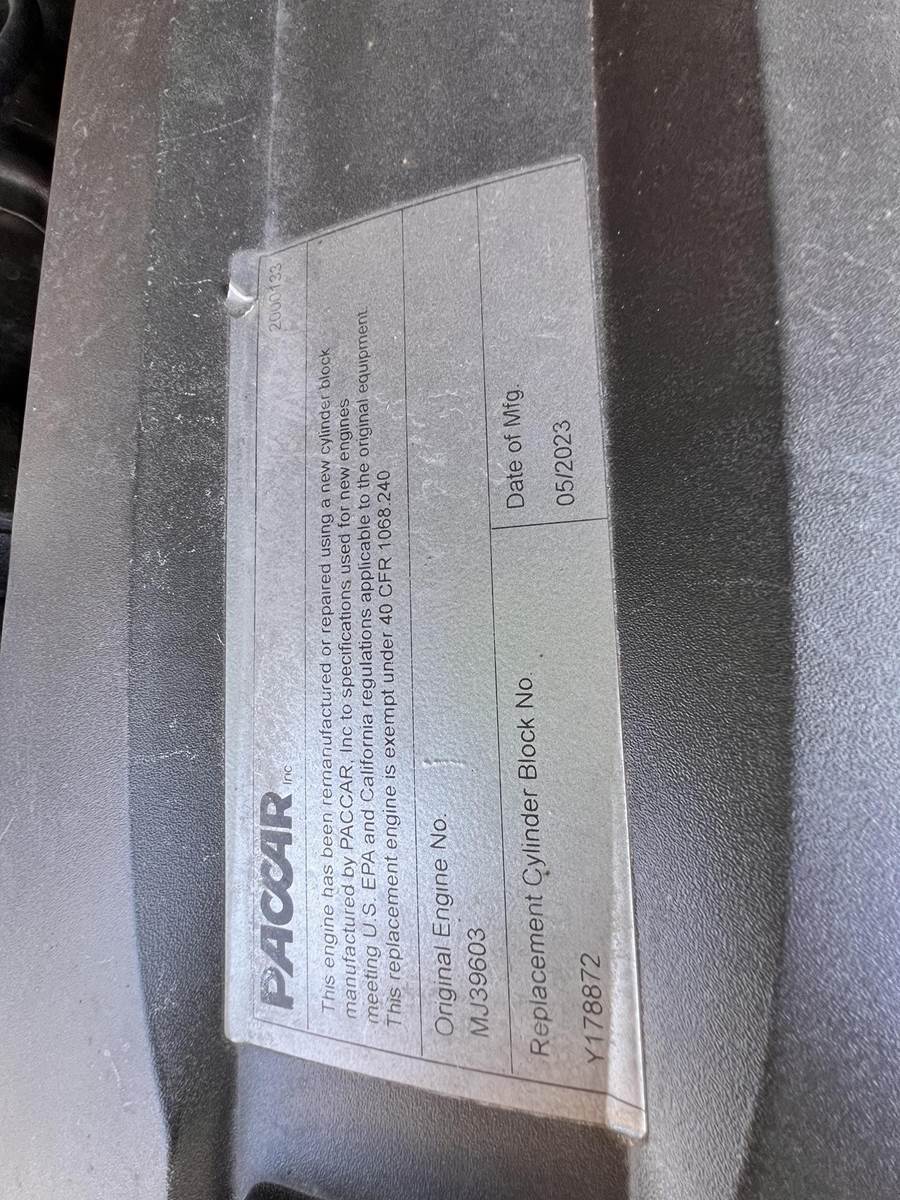 PACCAR Inc 2000133
This engine has been remanufactured or repaired using a new cylinder block
manufactured by PACCAR, Inc to specifications used for new engines
meeting U.S. EPA and California regulations applicable to the original equipment.
This replacement engine is exempt under 40 CFR 1068.240
Original Engine No.
MJ39603
Replacement Cylinder Block No.
Y178872
Date of Mfg.
05/2023